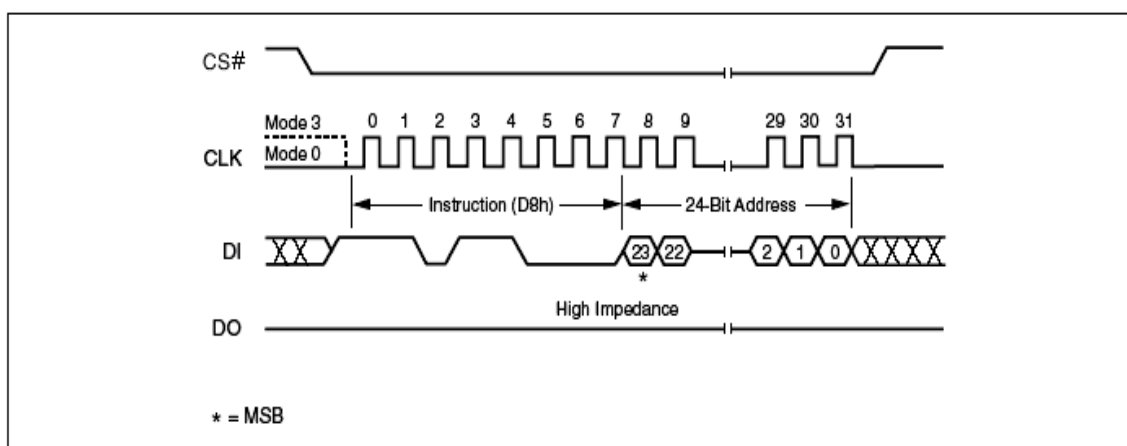 CS#
Mode 3 0 1 2 3 4 5 6 7 8 9 29 30 31
CLK Mode 0
Instruction (D8h) 24-Bit Address
DI 23 22 2 1 0
*
High Impedance
DO
* = MSB